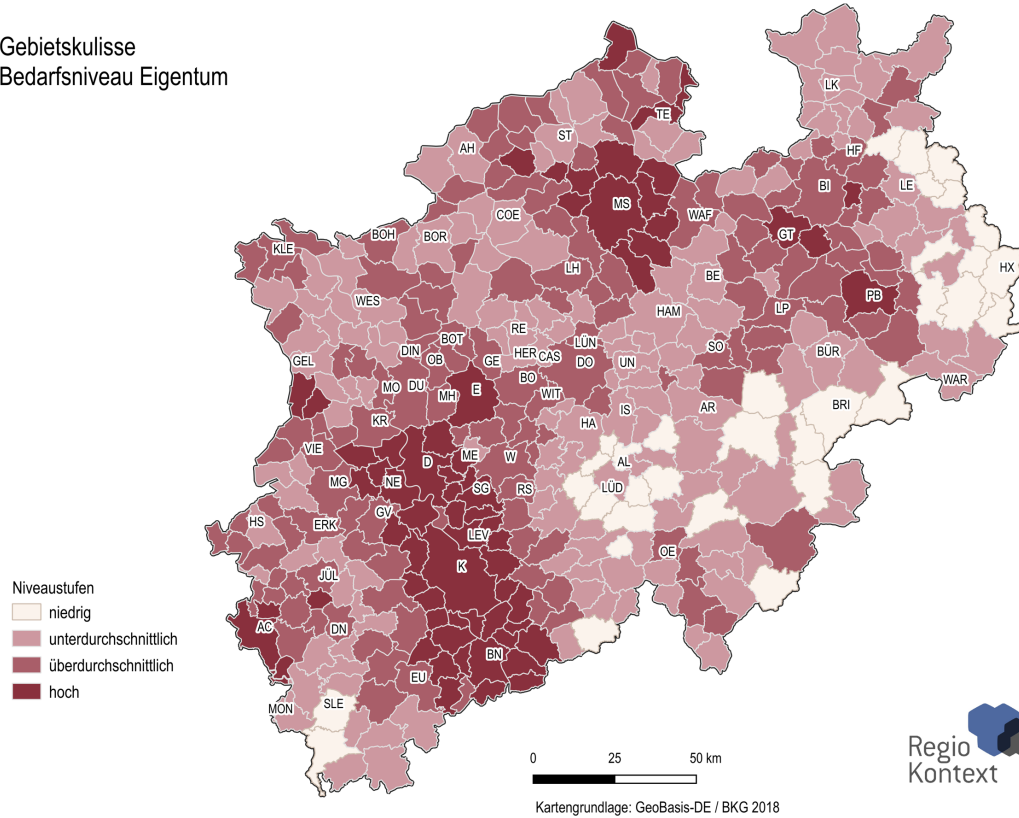 Gebietskulisse
Bedarfsniveau Eigentum
LK
TE
ST
AH
HF
BI
LE
MS
COE
WAF
BOH
BOR
GT
KLE
LH
BE
HX
WES
PB
HAM
LP
RE
BOT
LÜN
SO
BÜR
DIN
OB
GE
HER
CAS
DO
UN
GEL
BO
WAR
MO
DU
MH
E
WIT
IS
AR
BRI
KR
HA
VIE
D
ME
W
AL
MG
NE
SG
RS
LÜD
GV
HS
ERK
LEV
OE
K
JÜL
Niveaustufen
niedrig
unterdurchschnittlich
überdurchschnittlich
hoch
AC
DN
BN
EU
MON
SLE
0 25 50 km
Kartengrundlage: GeoBasis-DE / BKG 2018
Regio
Kontext